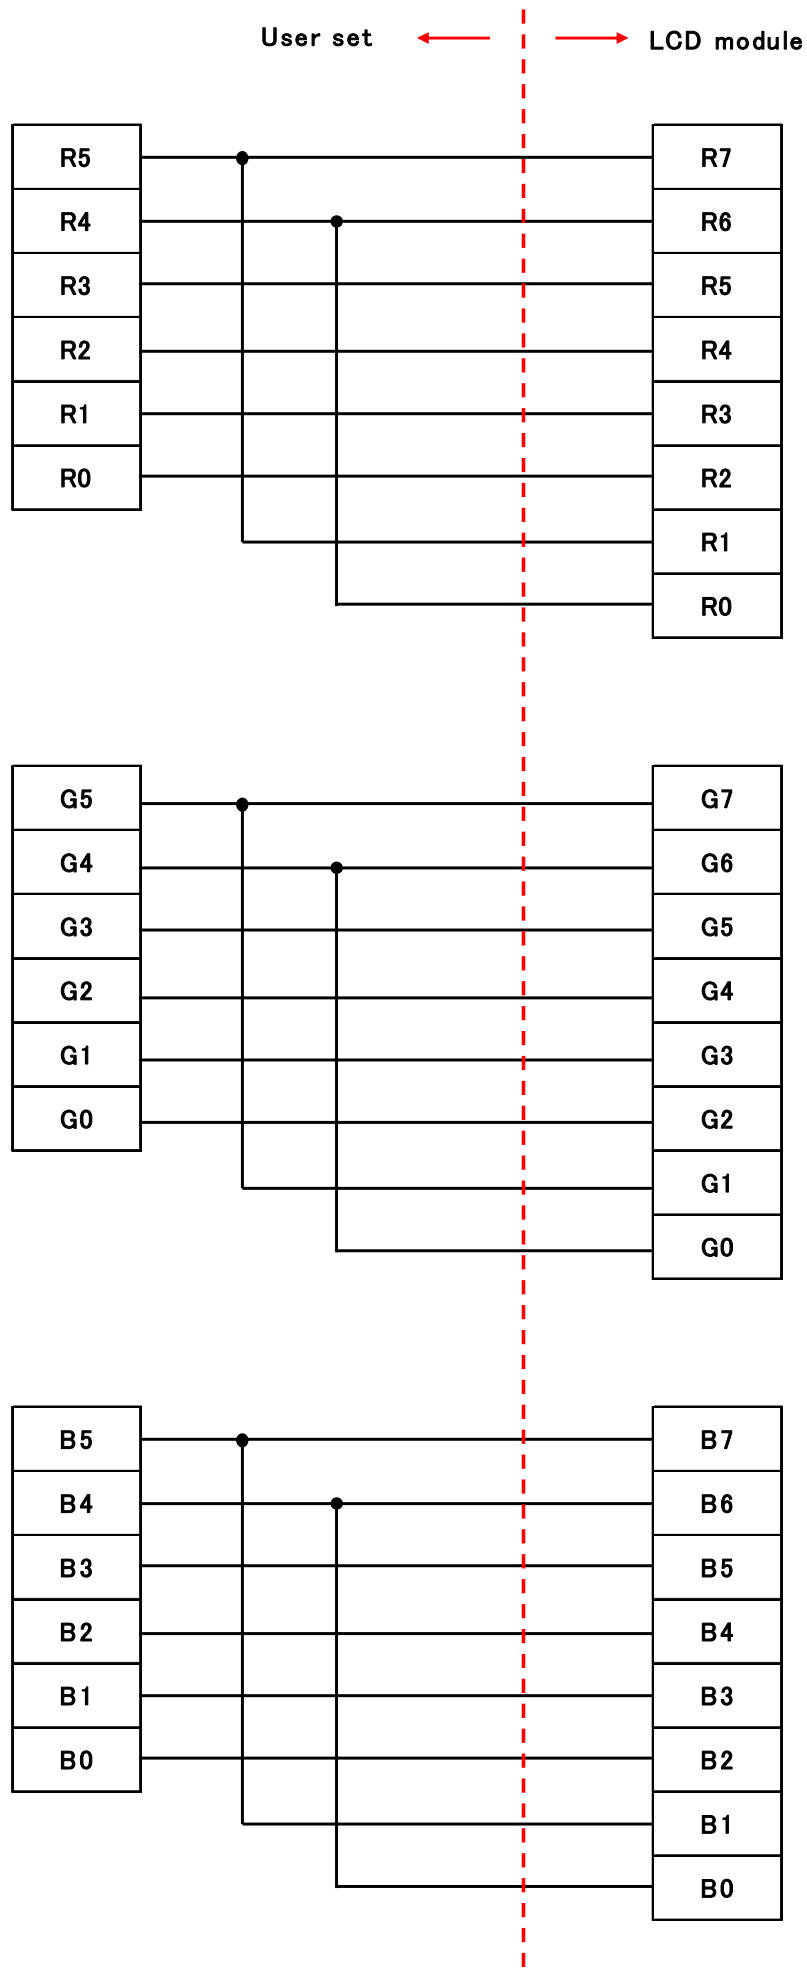 User set LCD module
R5 R7
R4 R6
R3 R5
R2 R4
R1 R3
R0 R2
R1
R0
G5 G7
G4 G6
G3 G5
G2 G4
G1 G3
G0 G2
G1
G0
B5 B7
B4 B6
B3 B5
B2 B4
B1 B3
B0 B2
B1
B0